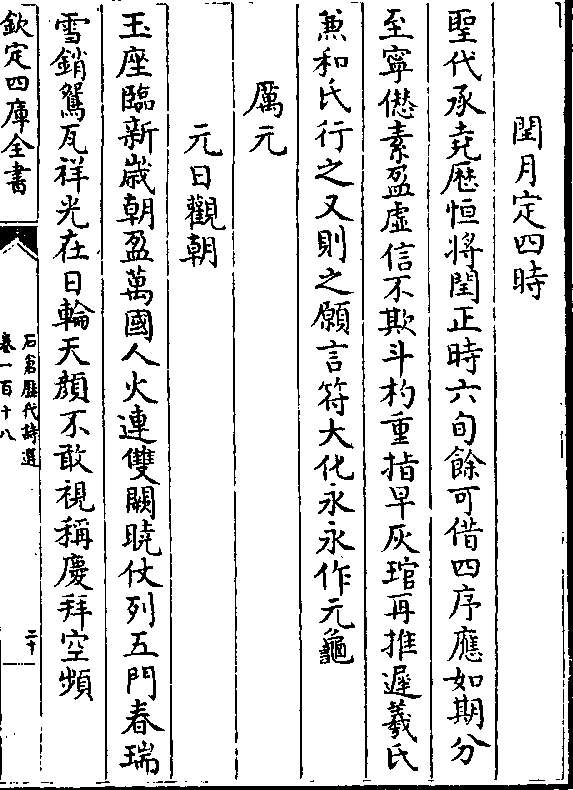 閏月定四時
聖代承堯厯恒將閏正時六旬餘可借四序應如期分
至寧愆素盈虚信不欺斗杓重指早灰琯再推遲羲氏
兼和氏行之又則之願言符大化永永作元龜
厲元
元日觀朝
玉座臨新嵗朝盈萬國人火連雙闕曉仗列五門春瑞
雪銷鴛瓦祥光在日輪天顔不敢視稱慶拜空頻
欽定四庫全書
石倉歴代詩選
卷一百十八
二十